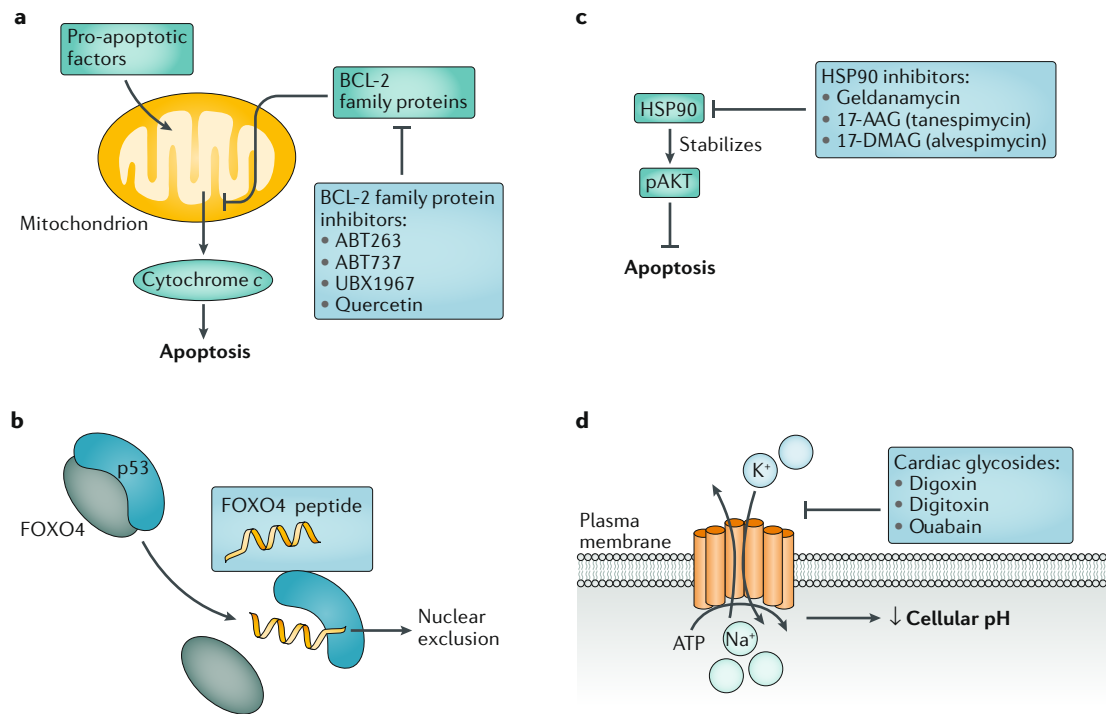 a
Pro-apoptotic
factors
BCL-2
family proteins
Mitochondrion
BCL-2 family protein
inhibitors:
• ABT263
• ABT737
• UBX1967
• Quercetin
Cytochrome c
Apoptosis
c
HSP90
HSP90 inhibitors:
• Geldanamycin
• 17-AAG (tanespimycin)
• 17-DMAG (alvespimycin)
Stabilizes
pAKT
Apoptosis
b
p53
FOXO4
FOXO4 peptide
Nuclear
exclusion
d
K⁺
Cardiac glycosides:
• Digoxin
• Digitoxin
• Ouabain
Plasma
membrane
ATP
Na⁺
↓ Cellular pH